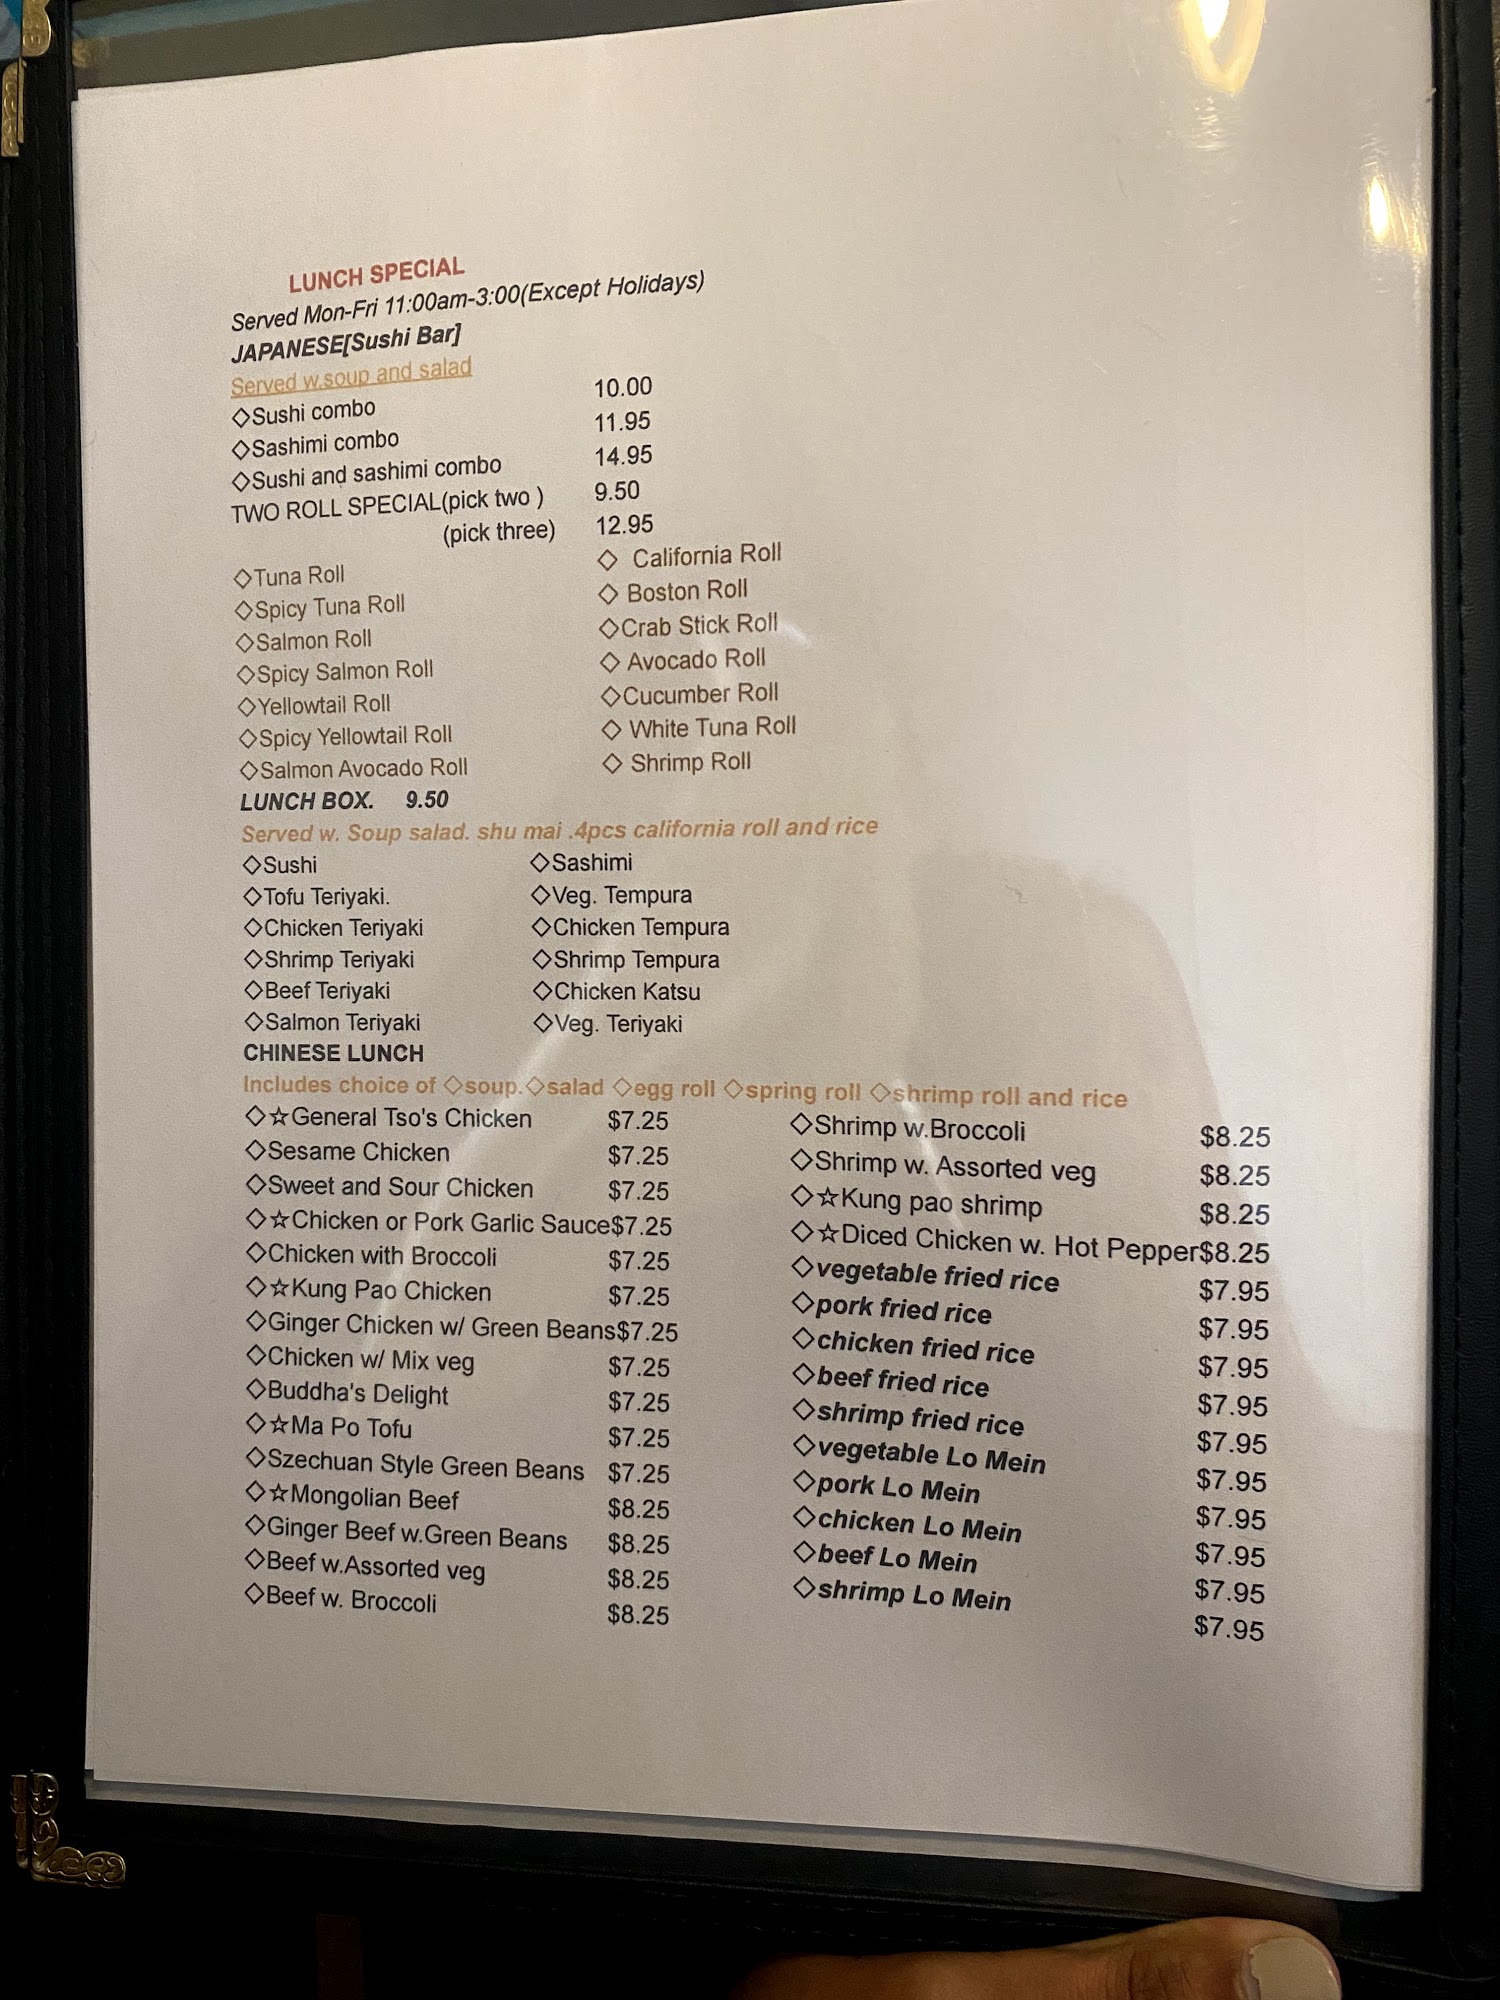 LUNCH SPECIAL
Served Mon-Fri 11:00am-3:00(Except Holidays)
JAPANESE[Sushi Bar]
Served w.soup and salad
◇Sushi combo 10.00
◇Sashimi combo 11.95
◇Sushi and sashimi combo 14.95
TWO ROLL SPECIAL(pick two ) 9.50
(pick three) 12.95
◇Tuna Roll ◇ California Roll
◇Spicy Tuna Roll ◇ Boston Roll
◇Salmon Roll ◇Crab Stick Roll
◇Spicy Salmon Roll ◇ Avocado Roll
◇Yellowtail Roll ◇Cucumber Roll
◇Spicy Yellowtail Roll ◇ White Tuna Roll
◇Salmon Avocado Roll ◇ Shrimp Roll
LUNCH BOX. 9.50
Served w. Soup salad. shu mai .4pcs california roll and rice
◇Sushi ◇Sashimi
◇Tofu Teriyaki. ◇Veg. Tempura
◇Chicken Teriyaki ◇Chicken Tempura
◇Shrimp Teriyaki ◇Shrimp Tempura
◇Beef Teriyaki ◇Chicken Katsu
◇Salmon Teriyaki ◇Veg. Teriyaki
CHINESE LUNCH
Includes choice of ◇soup.◇salad ◇egg roll ◇spring roll ◇shrimp roll and rice
◇☆General Tso's Chicken $7.25 ◇Shrimp w.Broccoli $8.25
◇Sesame Chicken $7.25 ◇Shrimp w. Assorted veg $8.25
◇Sweet and Sour Chicken $7.25 ◇☆Kung pao shrimp $8.25
◇☆Chicken or Pork Garlic Sauce$7.25 ◇☆Diced Chicken w. Hot Pepper$8.25
◇Chicken with Broccoli $7.25 ◇vegetable fried rice $7.95
◇☆Kung Pao Chicken $7.25 ◇pork fried rice $7.95
◇Ginger Chicken w/ Green Beans$7.25 ◇chicken fried rice $7.95
◇Chicken w/ Mix veg $7.25 ◇beef fried rice $7.95
◇Buddha's Delight $7.25 ◇shrimp fried rice $7.95
◇☆Ma Po Tofu $7.25 ◇vegetable Lo Mein $7.95
◇Szechuan Style Green Beans $7.25 ◇pork Lo Mein $7.95
◇☆Mongolian Beef $8.25 ◇chicken Lo Mein $7.95
◇Ginger Beef w.Green Beans $8.25 ◇beef Lo Mein $7.95
◇Beef w.Assorted veg $8.25 ◇shrimp Lo Mein $7.95
◇Beef w. Broccoli $8.25